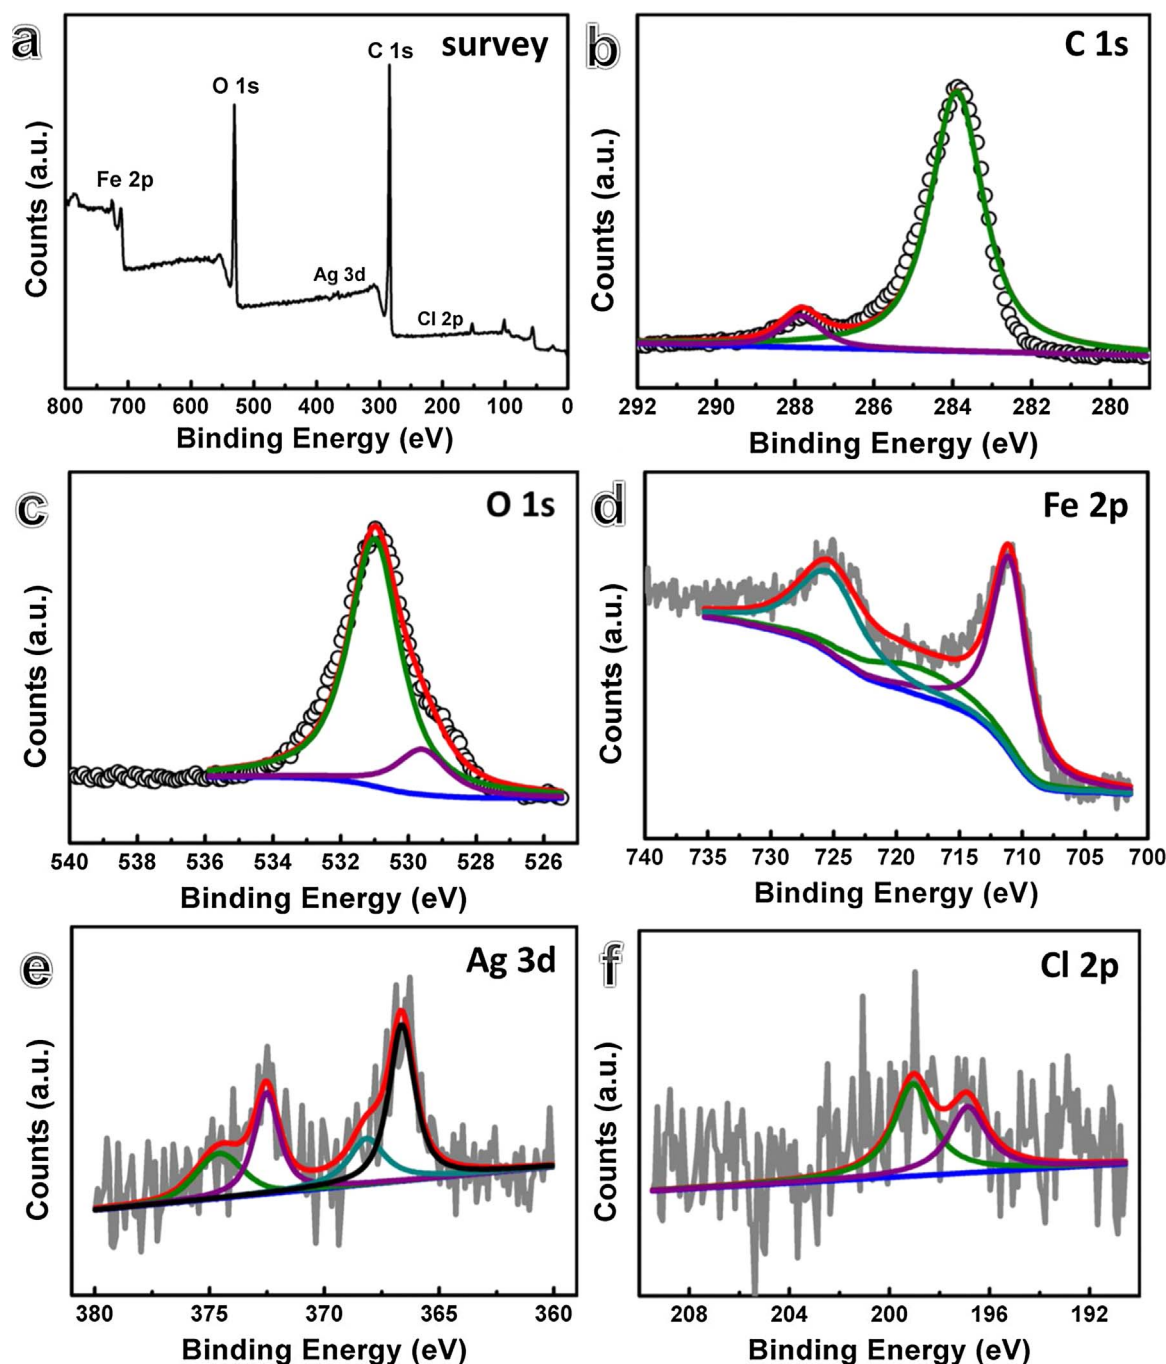 a
survey
C 1s
O 1s
Fe 2p
Ag 3d
Cl 2p
Counts (a.u.)
800 700 600 500 400 300 200 100 0
Binding Energy (eV)
b
C 1s
Counts (a.u.)
292 290 288 286 284 282 280
Binding Energy (eV)
c
O 1s
Counts (a.u.)
540 538 536 534 532 530 528 526
Binding Energy (eV)
d
Fe 2p
Counts (a.u.)
740 735 730 725 720 715 710 705 700
Binding Energy (eV)
e
Ag 3d
Counts (a.u.)
380 375 370 365 360
Binding Energy (eV)
f
Cl 2p
Counts (a.u.)
208 204 200 196 192
Binding Energy (eV)